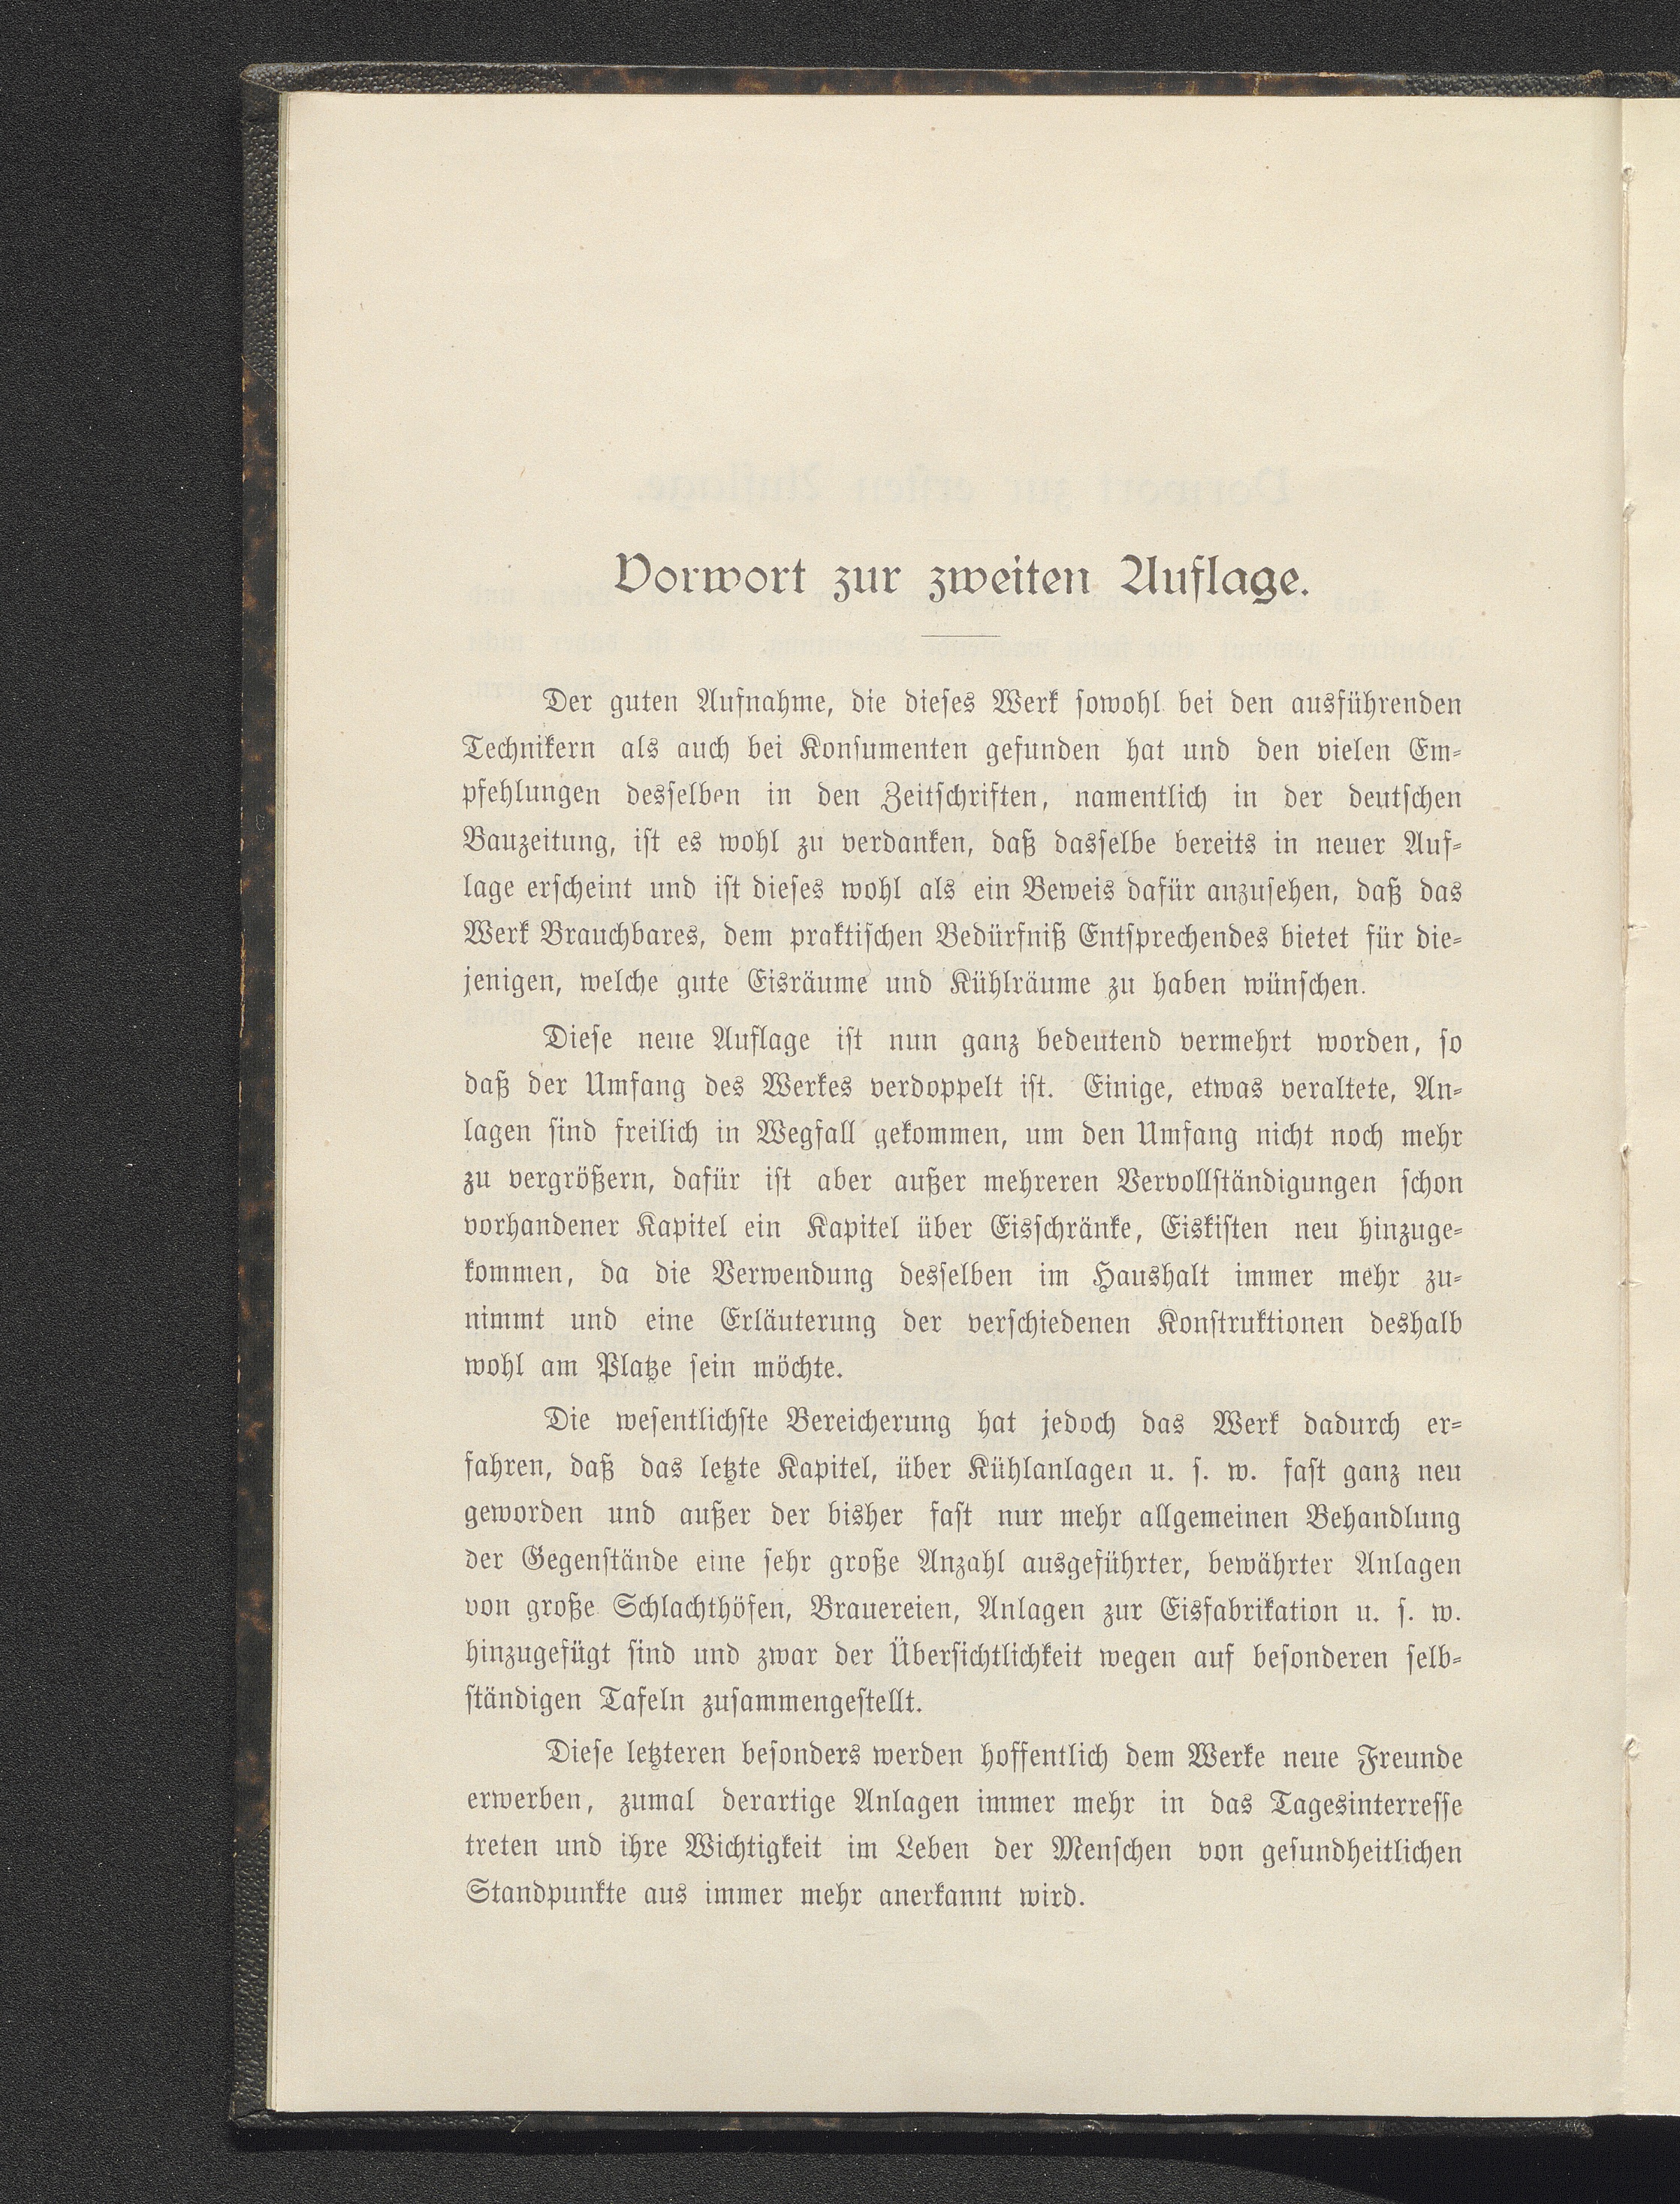 Vorwort zur zweiten Auflage.
Der guten Aufnahme, die dieses Werk sowohl bei den ausführenden
Technikern als auch bei Konsumenten gefunden hat und den vielen Em-
pfehlungen desselben in den Zeitschriften, namentlich in der deutschen
Bauzeitung, ist es wohl zu verdanken, daß dasselbe bereits in neuer Auf-
lage erscheint und ist dieses wohl als ein Beweis dafür anzusehen, daß das
Werk Brauchbares, dem praktischen Bedürfniß Entsprechendes bietet für die-
jenigen, welche gute Eisräume und Kühlräume zu haben wünschen.
Diese neue Auflage ist nun ganz bedeutend vermehrt worden, so
daß der Umfang des Werkes verdoppelt ist. Einige, etwas veraltete, An-
lagen sind freilich in Wegfall gekommen, um den Umfang nicht noch mehr
zu vergrößern, dafür ist aber außer mehreren Vervollständigungen schon
vorhandener Kapitel ein Kapitel über Eisschränke, Eiskisten neu hinzuge-
kommen, da die Verwendung desselben im Haushalt immer mehr zu-
nimmt und eine Erläuterung der verschiedenen Konstruktionen deshalb
wohl am Platze sein möchte.
Die wesentlichste Bereicherung hat jedoch das Werk dadurch er-
fahren, daß das letzte Kapitel, über Kühlanlagen u. s. w. fast ganz neu
geworden und außer der bisher fast nur mehr allgemeinen Behandlung
der Gegenstände eine sehr große Anzahl ausgeführter, bewährter Anlagen
von große Schlachthöfen, Brauereien, Anlagen zur Eisfabrikation u. s. w.
hinzugefügt sind und zwar der Übersichtlichkeit wegen auf besonderen selb-
ständigen Tafeln zusammengestellt.
Diese letzteren besonders werden hoffentlich dem Werke neue Freunde
erwerben, zumal derartige Anlagen immer mehr in das Tagesinterresse
treten und ihre Wichtigkeit im Leben der Menschen von gesundheitlichen
Standpunkte aus immer mehr anerkannt wird.